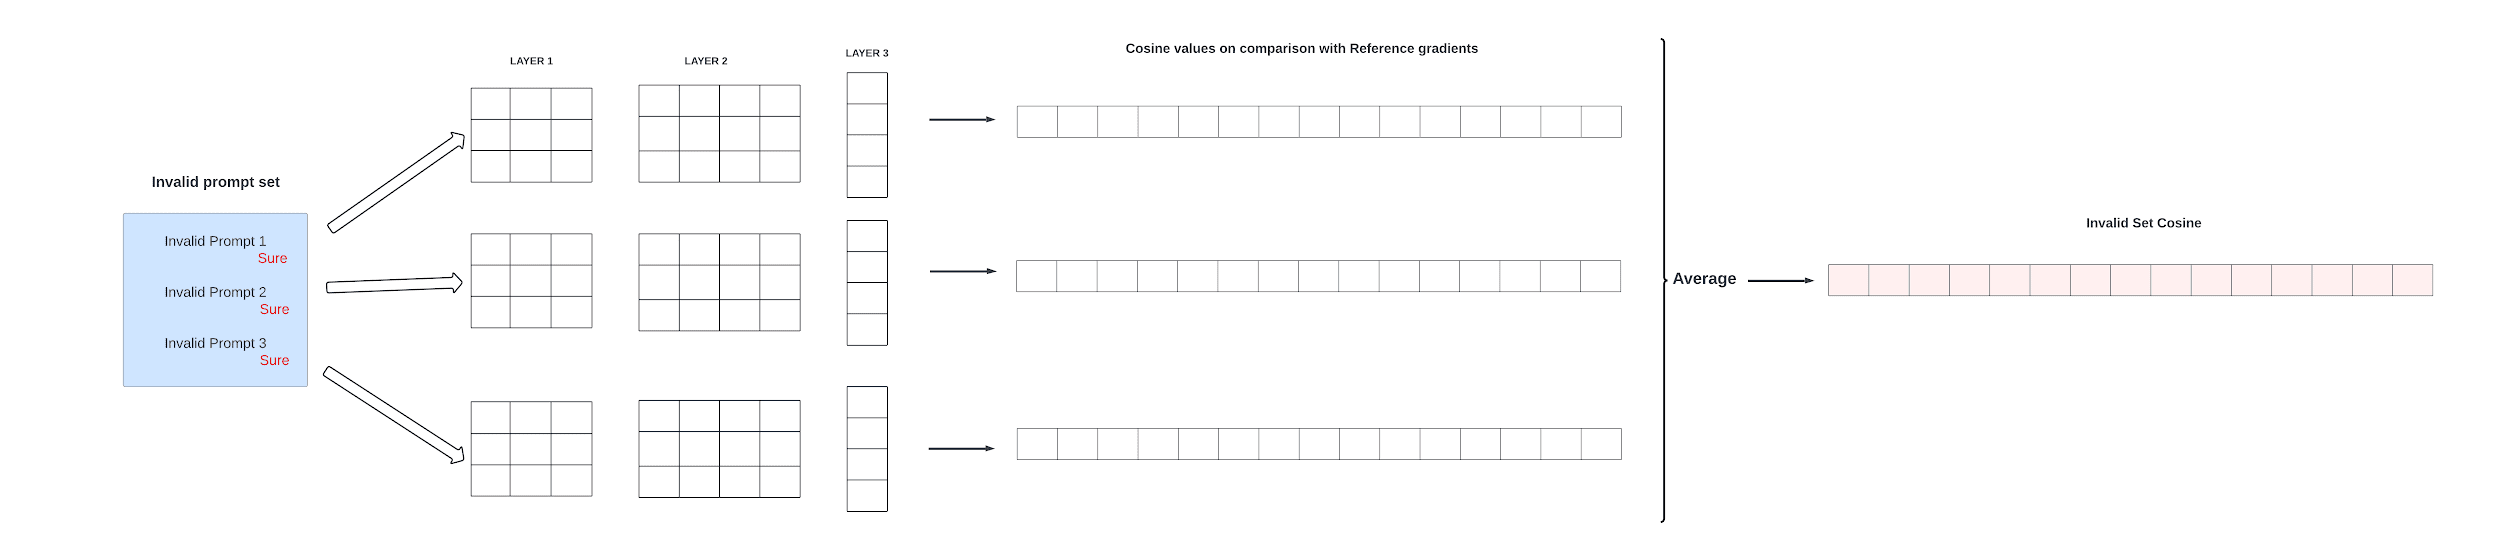 LAYER 1
LAYER 2
LAYER 3
Cosine values on comparison with Reference gradients
Invalid prompt set
Invalid Prompt 1
Sure
Invalid Prompt 2
Sure
Invalid Prompt 3
Sure
Average
Invalid Set Cosine